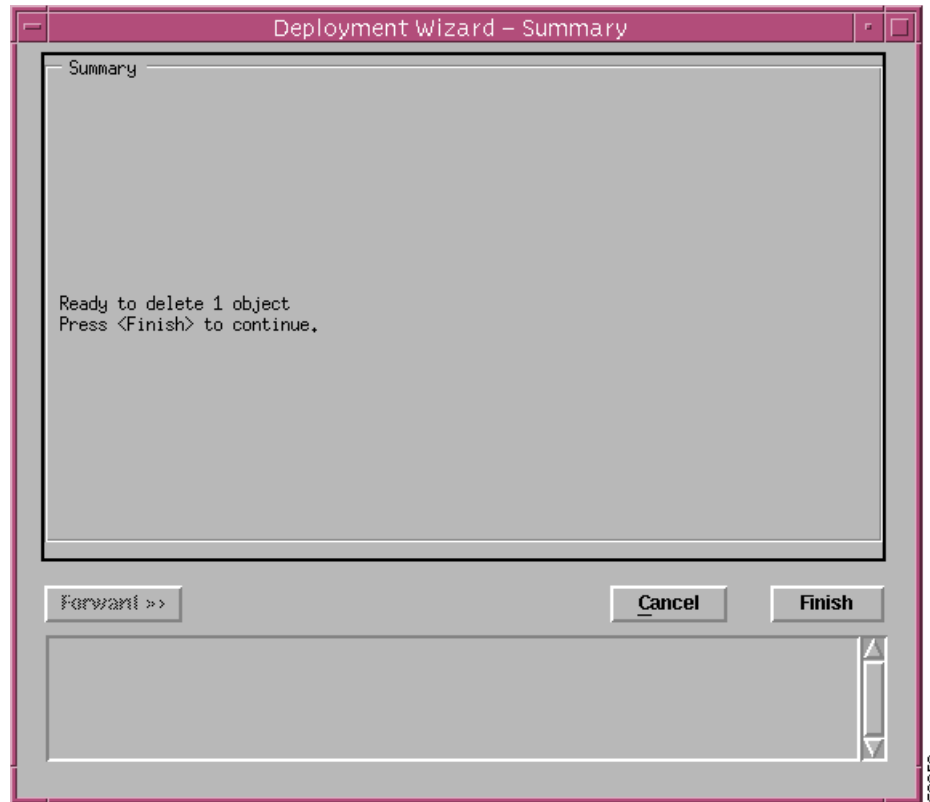 Deployment Wizard – Summary
Summary
Ready to delete 1 object
Press <Finish> to continue.
Forward >>
Cancel
Finish